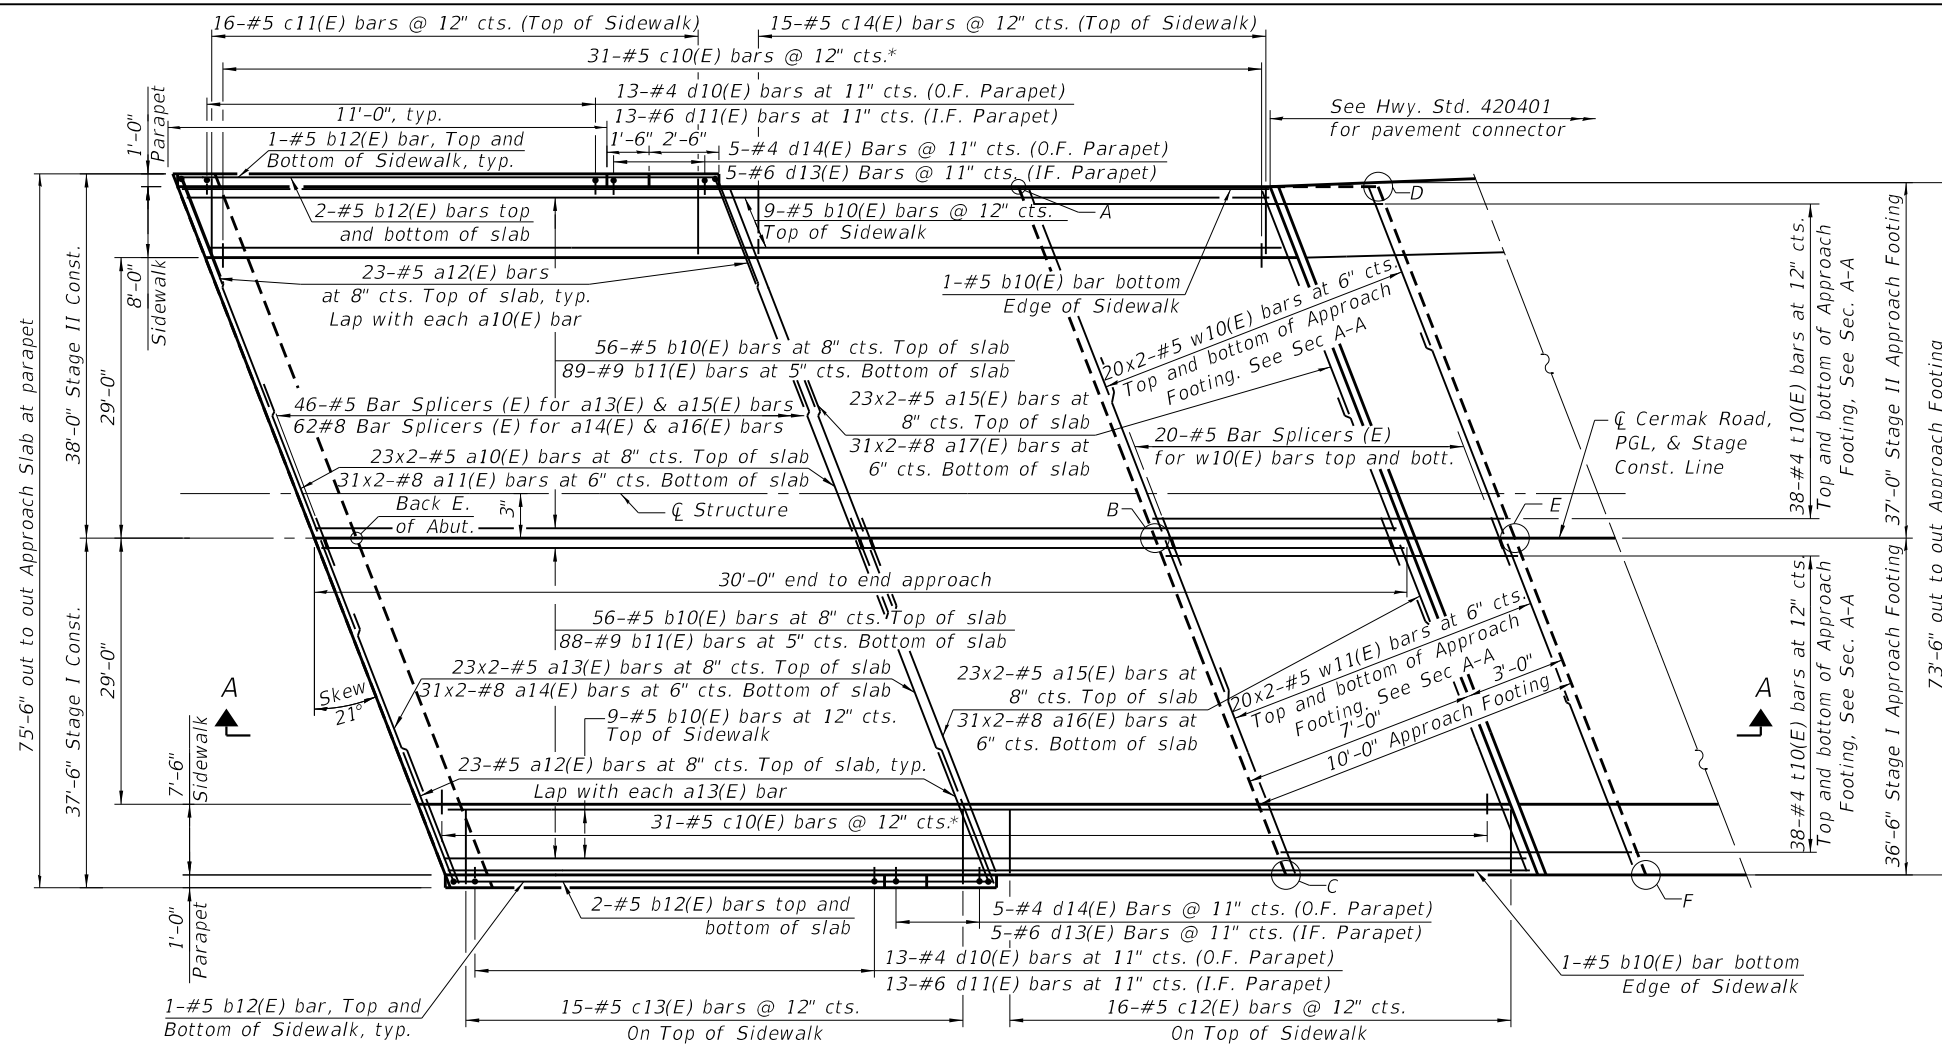 16-#5 c11(E) bars @ 12" cts. (Top of Sidewalk)
15-#5 c14(E) bars @ 12" cts. (Top of Sidewalk)
31-#5 c10(E) bars @ 12" cts.*
13-#4 d10(E) bars at 11" cts. (O.F. Parapet)
13-#6 d11(E) bars at 11" cts. (I.F. Parapet)
11'-0", typ.
1'-0"
Parapet
1-#5 b12(E) bar, Top and
Bottom of Sidewalk, typ.
1'-6"
2'-6"
5-#4 d14(E) Bars @ 11" cts. (O.F. Parapet)
5-#6 d13(E) Bars @ 11" cts. (IF. Parapet)
See Hwy. Std. 420401
for pavement connector
2-#5 b12(E) bars top
and bottom of slab
9-#5 b10(E) bars @ 12" cts.
Top of Sidewalk
A
D
8'-0"
Sidewalk
23-#5 a12(E) bars
at 8" cts. Top of slab, typ.
Lap with each a10(E) bar
1-#5 b10(E) bar bottom
Edge of Sidewalk
20x2-#5 w10(E) bars at 6" cts.
Top and bottom of Approach
Footing. See Sec A-A
38-#4 t10(E) bars at 12" cts.
Top and bottom of Approach
Footing, See Sec. A-A
37'-0" Stage II Approach Footing
73'-6" out to out Approach Footing
75'-6" out to out Approach Slab at parapet
38'-0" Stage II Const.
29'-0"
56-#5 b10(E) bars at 8" cts. Top of slab
89-#9 b11(E) bars at 5" cts. Bottom of slab
46-#5 Bar Splicers (E) for a13(E) & a15(E) bars
62#8 Bar Splicers (E) for a14(E) & a16(E) bars
23x2-#5 a15(E) bars at
8" cts. Top of slab
31x2-#8 a17(E) bars at
6" cts. Bottom of slab
20-#5 Bar Splicers (E)
for w10(E) bars top and bott.
℄ Cermak Road,
PGL, & Stage
Const. Line
23x2-#5 a10(E) bars at 8" cts. Top of slab
31x2-#8 a11(E) bars at 6" cts. Bottom of slab
Back E.
of Abut.
3"
℄ Structure
B
E
30'-0" end to end approach
37'-6" Stage I Const.
29'-0"
56-#5 b10(E) bars at 8" cts. Top of slab
88-#9 b11(E) bars at 5" cts. Bottom of slab
Skew
21°
A
23x2-#5 a13(E) bars at 8" cts. Top of slab
31x2-#8 a14(E) bars at 6" cts. Bottom of slab
23x2-#5 a15(E) bars at
8" cts. Top of slab
31x2-#8 a16(E) bars at
6" cts. Bottom of slab
20x2-#5 w11(E) bars at 6" cts.
Top and bottom of Approach
Footing. See Sec A-A
7'-0"
3'-0"
10'-0" Approach Footing
38-#4 t10(E) bars at 12" cts.
Top and bottom of Approach
Footing, See Sec. A-A
36'-6" Stage I Approach Footing
A
9-#5 b10(E) bars at 12" cts.
Top of Sidewalk
7'-6"
Sidewalk
23-#5 a12(E) bars at 8" cts. Top of slab, typ.
Lap with each a13(E) bar
31-#5 c10(E) bars @ 12" cts.*
C
F
1'-0"
Parapet
2-#5 b12(E) bars top and
bottom of slab
5-#4 d14(E) Bars @ 11" cts. (O.F. Parapet)
5-#6 d13(E) Bars @ 11" cts. (IF. Parapet)
13-#4 d10(E) bars at 11" cts. (O.F. Parapet)
13-#6 d11(E) bars at 11" cts. (I.F. Parapet)
1-#5 b10(E) bar bottom
Edge of Sidewalk
1-#5 b12(E) bar, Top and
Bottom of Sidewalk, typ.
15-#5 c13(E) bars @ 12" cts.
On Top of Sidewalk
16-#5 c12(E) bars @ 12" cts.
On Top of Sidewalk